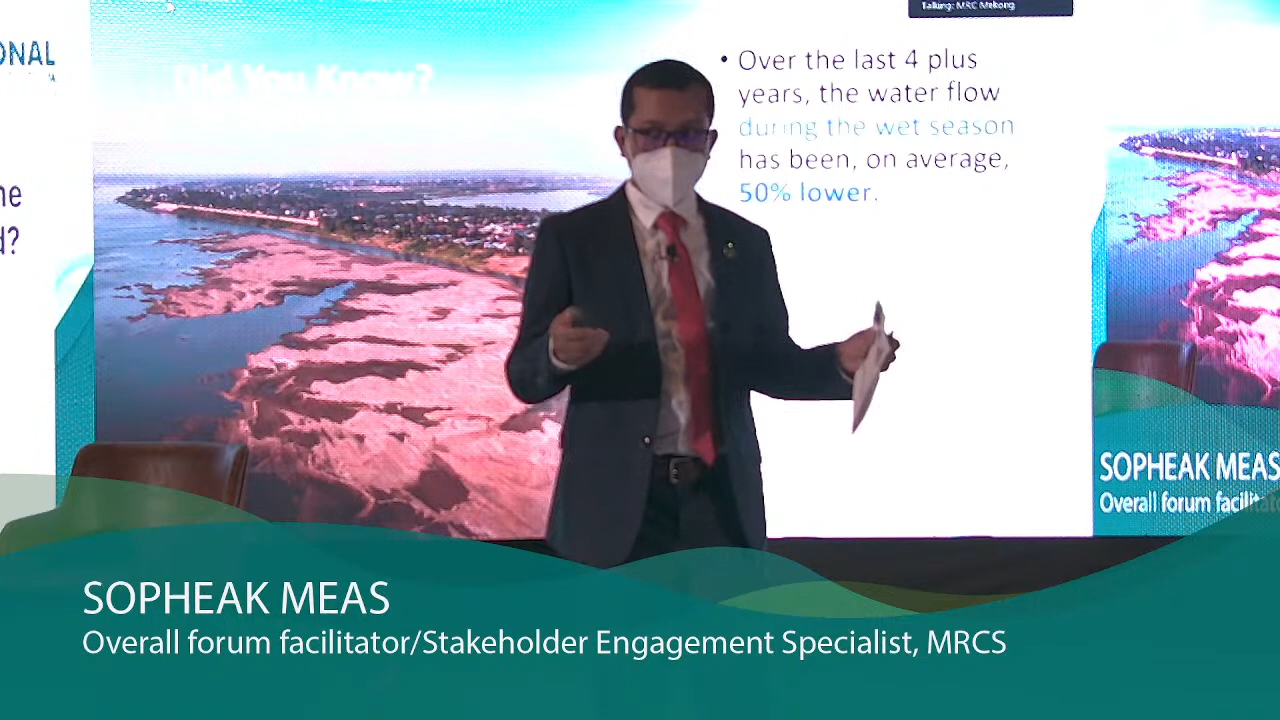 Talking: MRC Mekong
ONAL
Did You Know?
• Over the last 4 plus
years, the water flow
during the wet season
has been, on average,
50% lower.
ne
d?
SOPHEAK MEAS
Overall forum facilitato
SOPHEAK MEAS
Overall forum facilitator/Stakeholder Engagement Specialist, MRCS